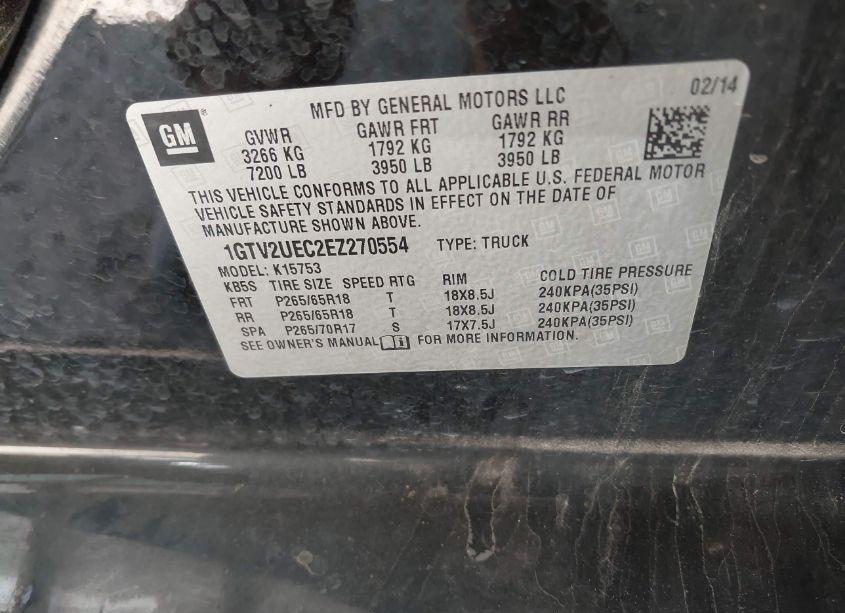 MFD BY GENERAL MOTORS LLC 02/14
GM ®
GVWR GAWR FRT GAWR RR
3266 KG 1792 KG 1792 KG
7200 LB 3950 LB 3950 LB
THIS VEHICLE CONFORMS TO ALL APPLICABLE U.S. FEDERAL MOTOR
VEHICLE SAFETY STANDARDS IN EFFECT ON THE DATE OF
MANUFACTURE SHOWN ABOVE.
1GTV2UEC2EZ270554 TYPE: TRUCK
MODEL: K15753
KB5S TIRE SIZE SPEED RTG RIM COLD TIRE PRESSURE
FRT P265/65R18 T 18X8.5J 240KPA(35PSI)
RR P265/65R18 T 18X8.5J 240KPA(35PSI)
SPA P265/70R17 S 17X7.5J 240KPA(35PSI)
SEE OWNER'S MANUAL FOR MORE INFORMATION.